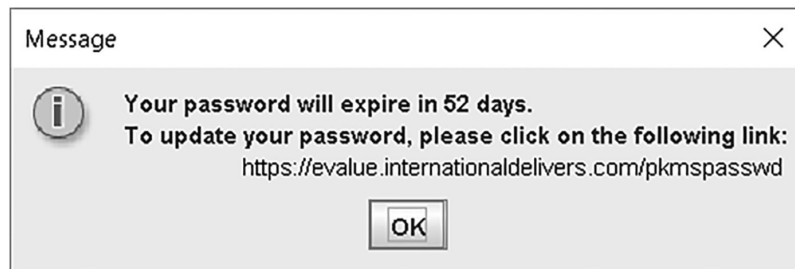 Message
Your password will expire in 52 days.
To update your password, please click on the following link:
https://evalue.internationaldelivers.com/pkmspasswd
OK